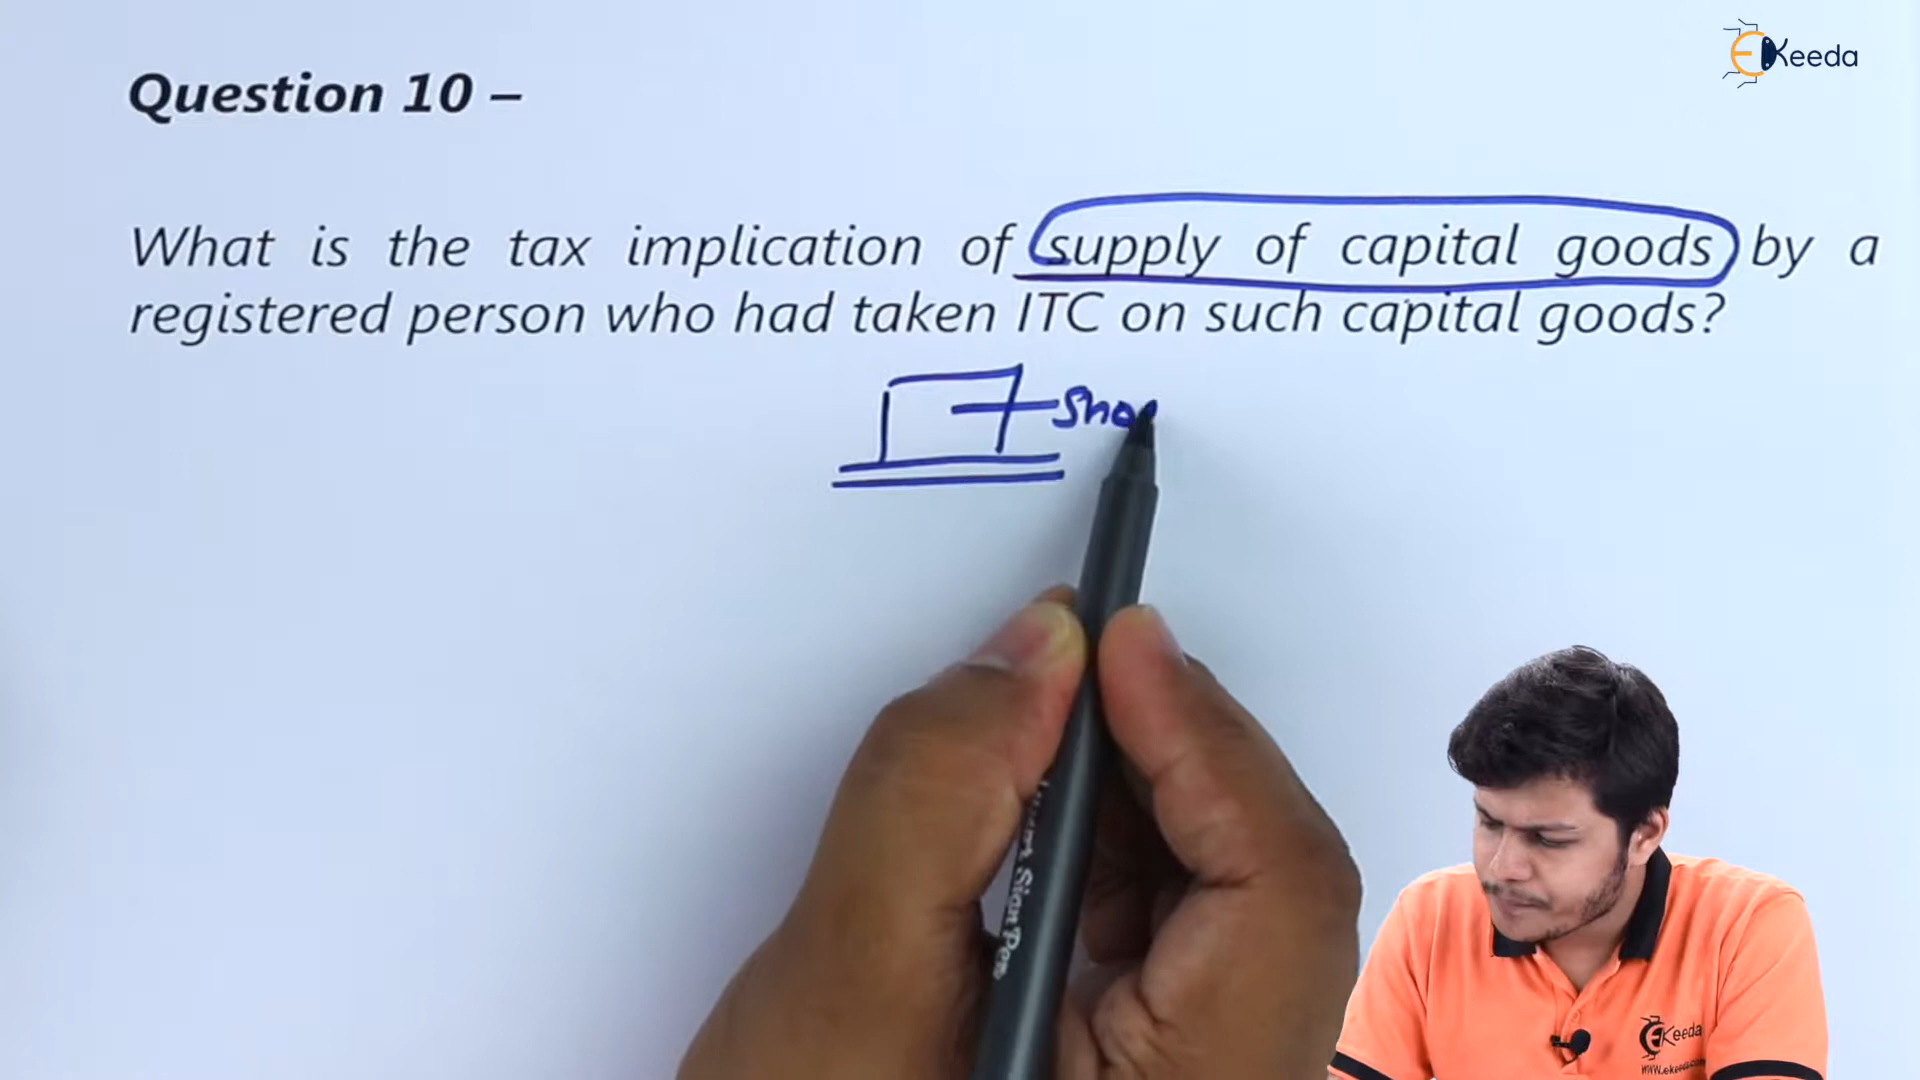 Keeda
Question 10 –
What is the tax implication of supply of capital goods by a
registered person who had taken ITC on such capital goods?
Keeda